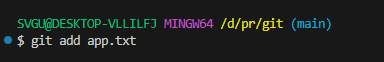 SVGU@DESKTOP-VLLILFJ MINGW64 /d/pr/git (main)
$ git add app.txt